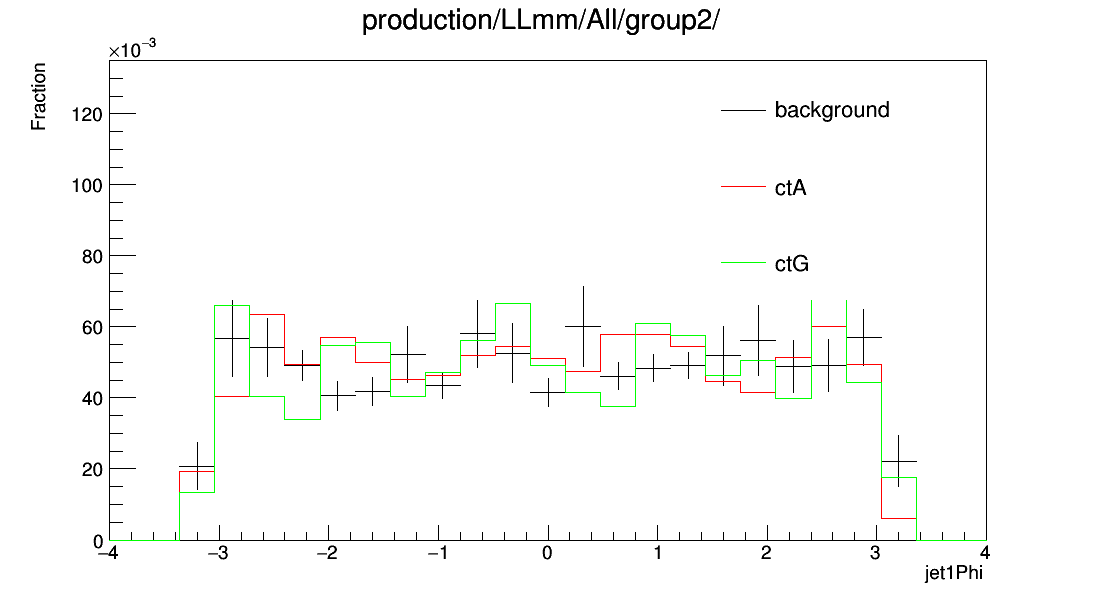 production/LLmm/All/group2/
×10−3
Fraction
120
100
80
60
40
20
0
background
ctA
ctG
−4 −3 −2 −1 0 1 2 3 4
jet1Phi